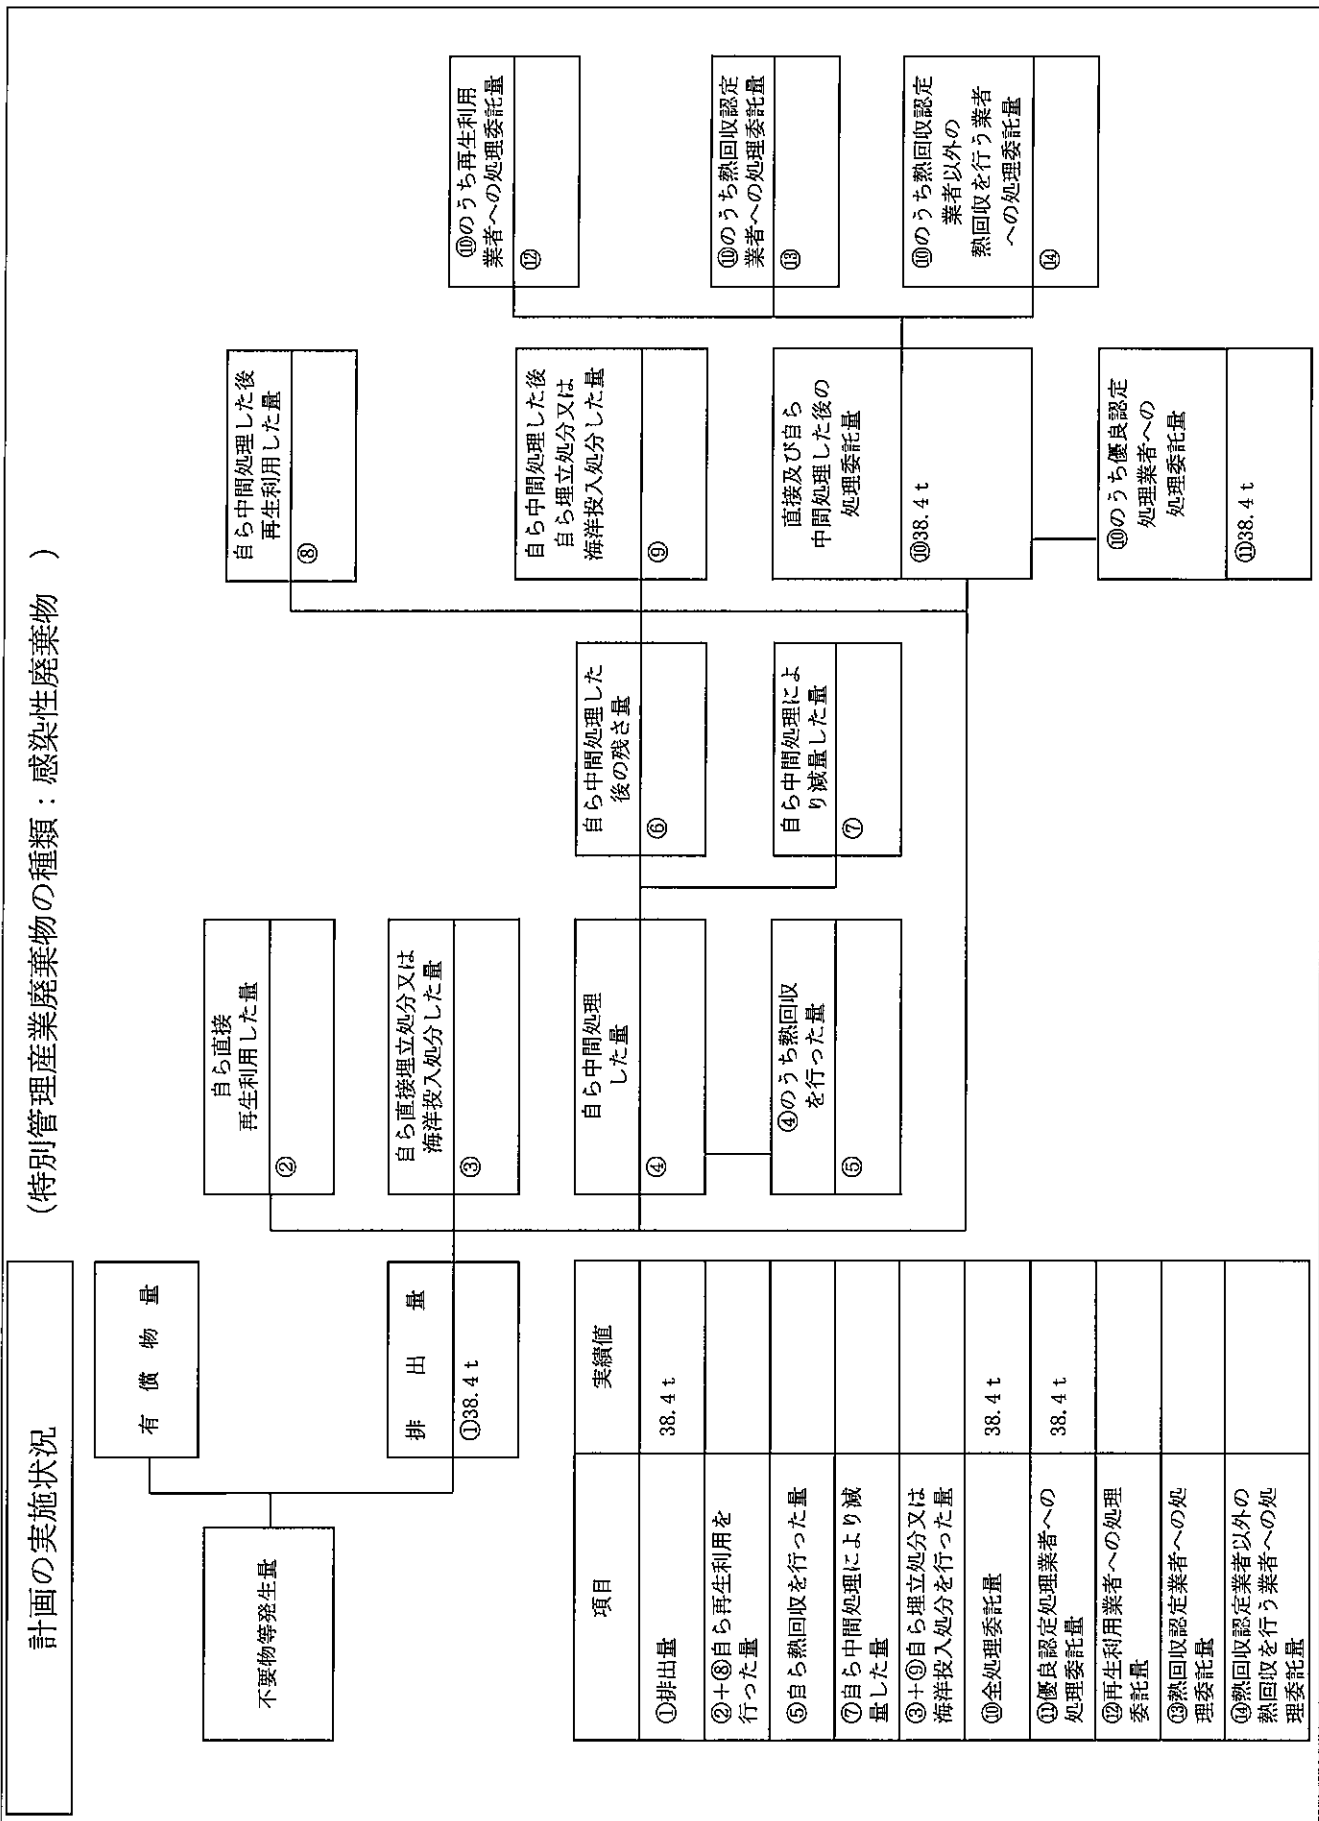 計画の実施状況
(特別管理産業廃棄物の種類：感染性廃棄物　)
不要物等発生量
有償物量
排出量
①38.4t
自ら直接
再生利用した量
②
自ら直接埋立処分又は
海洋投入処分した量
③
自ら中間処理
した量
④
④のうち熱回収
を行った量
⑤
自ら中間処理した
後の残さ量
⑥
自ら中間処理によ
り減量した量
⑦
自ら中間処理した後
再生利用した量
⑧
自ら中間処理した後
自ら埋立処分又は
海洋投入処分した量
⑨
直接及び自ら
中間処理した後の
処理委託量
⑩38.4t
⑩のうち優良認定
処理業者への
処理委託量
⑪38.4t
⑩のうち再生利用
業者への処理委託量
⑫
⑩のうち熱回収認定
業者への処理委託量
⑬
⑩のうち熱回収認定
業者以外の
熱回収を行う業者
への処理委託量
⑭
項目
実績値
①排出量
38.4t
②+⑧自ら再生利用を
行った量
⑤自ら熱回収を行った量
⑦自ら中間処理により減
量した量
③+⑨自ら埋立処分又は
海洋投入処分を行った量
⑩全処理委託量
38.4t
⑪優良認定処理業者への
処理委託量
38.4t
⑫再生利用業者への処理
委託量
⑬熱回収認定業者への処
理委託量
⑭熱回収認定業者以外の
熱回収を行う業者への処
理委託量